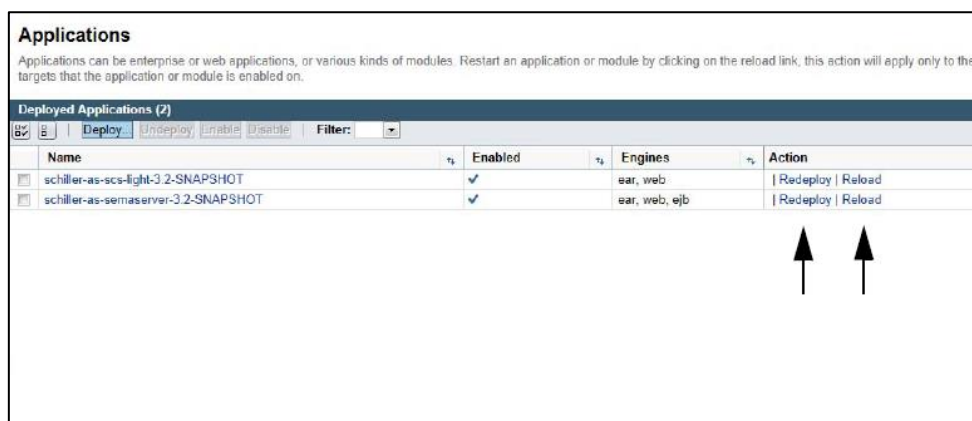 Applications
Applications can be enterprise or web applications, or various kinds of modules. Restart an application or module by clicking on the reload link, this action will apply only to the
targets that the application or module is enabled on.
Deployed Applications (2)
| Deploy... Undeploy Enable Disable | Filter:
Name Enabled Engines Action
schiller-as-scs-light-3.2-SNAPSHOT ear, web | Redeploy | Reload
schiller-as-semaserver-3.2-SNAPSHOT ear, web, ejb | Redeploy | Reload